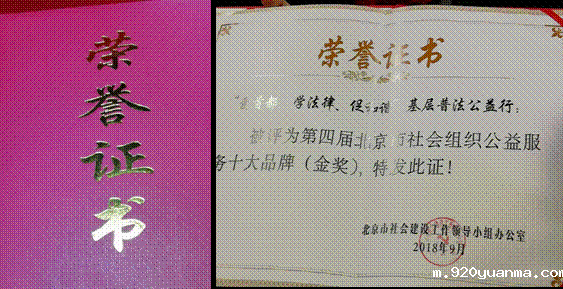 荣
誉
证
书
荣誉证书
学法律、促和谐" 基层普法公益行:
被评为第四届北京市社会组织公益服
务十大品牌(金奖),特发此证!
北京市社会建设工作领导小组办公室
2018年9月
m.920yuanma.com